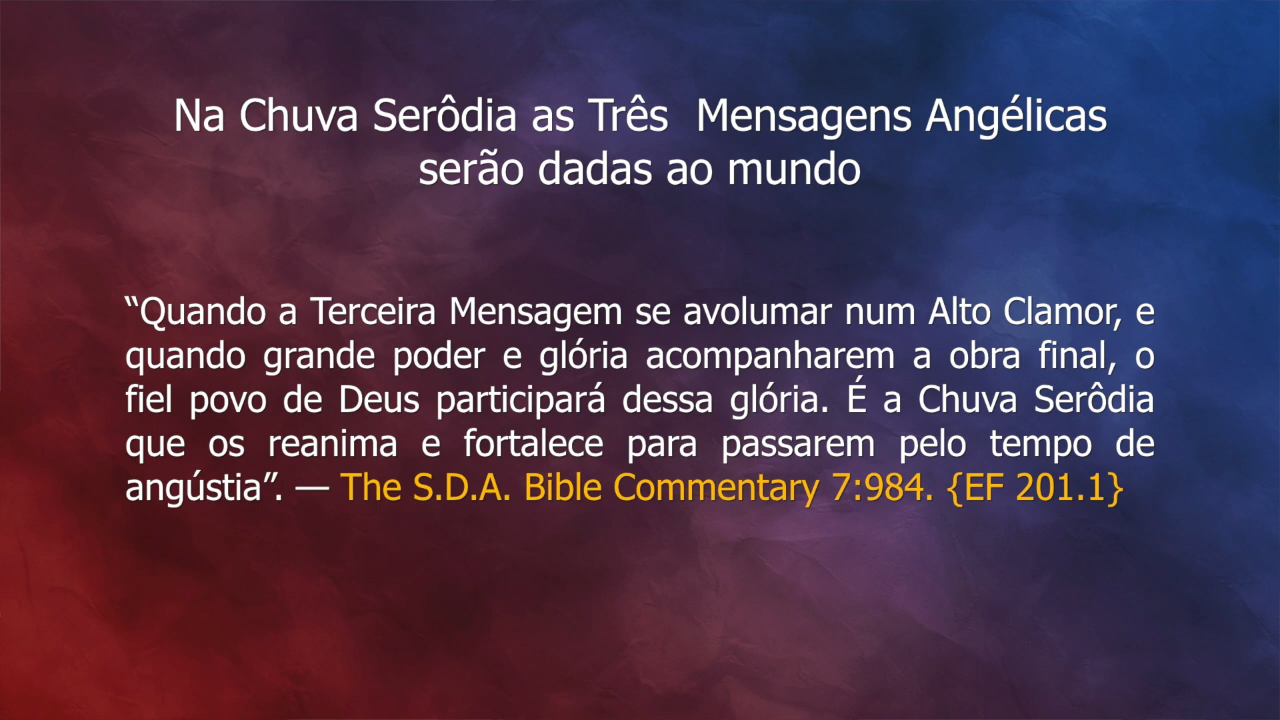 Na Chuva Serôdia as Três  Mensagens Angélicas
serão dadas ao mundo
“Quando a Terceira Mensagem se avolumar num Alto Clamor, e
quando grande poder e glória acompanharem a obra final, o
fiel povo de Deus participará dessa glória. É a Chuva Serôdia
que os reanima e fortalece para passarem pelo tempo de
angústia”. — The S.D.A. Bible Commentary 7:984. {EF 201.1}